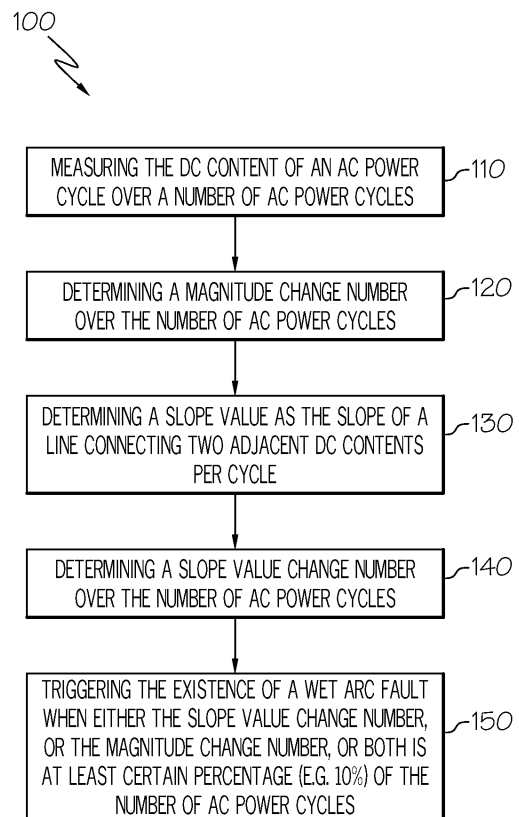 100
MEASURING THE DC CONTENT OF AN AC POWER
CYCLE OVER A NUMBER OF AC POWER CYCLES
110
DETERMINING A MAGNITUDE CHANGE NUMBER
OVER THE NUMBER OF AC POWER CYCLES
120
DETERMINING A SLOPE VALUE AS THE SLOPE OF A
LINE CONNECTING TWO ADJACENT DC CONTENTS
PER CYCLE
130
DETERMINING A SLOPE VALUE CHANGE NUMBER
OVER THE NUMBER OF AC POWER CYCLES
140
TRIGGERING THE EXISTENCE OF A WET ARC FAULT
WHEN EITHER THE SLOPE VALUE CHANGE NUMBER,
OR THE MAGNITUDE CHANGE NUMBER, OR BOTH IS
AT LEAST CERTAIN PERCENTAGE (E.G. 10%) OF THE
NUMBER OF AC POWER CYCLES
150